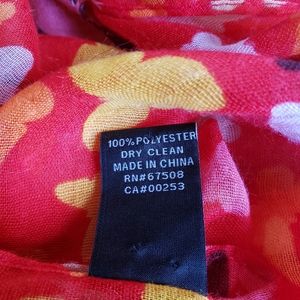 100%POLYESTER
DRY CLEAN
MADE IN CHINA
RN#67508
CA#00253